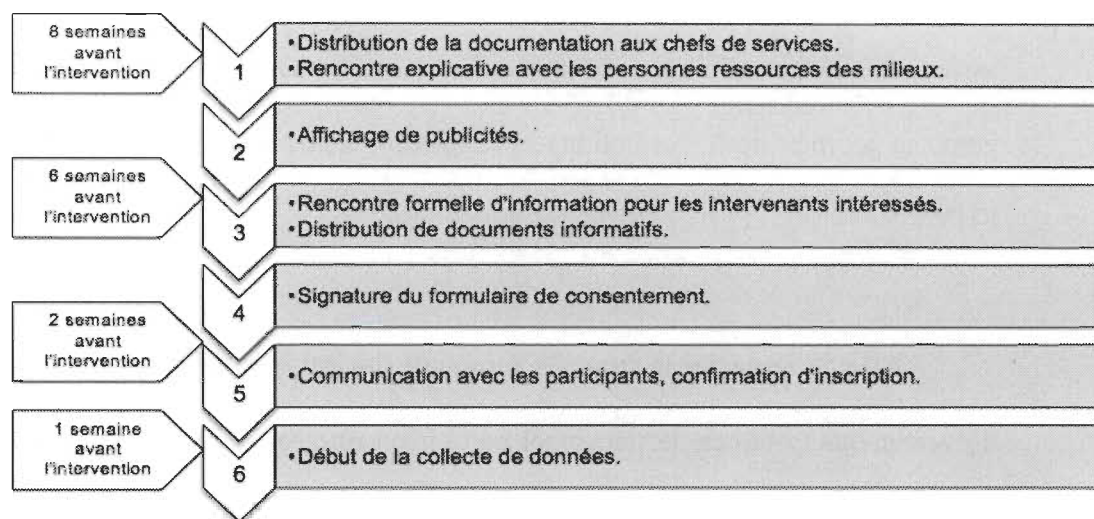 8 semaines
avant
l'intervention
1
•Distribution de la documentation aux chefs de services.
•Rencontre explicative avec les personnes ressources des milieux.
2
•Affichage de publicités.
6 semaines
avant
l'intervention
3
•Rencontre formelle d'information pour les intervenants intéressés.
•Distribution de documents informatifs.
4
•Signature du formulaire de consentement.
2 semaines
avant
l'intervention
5
•Communication avec les participants, confirmation d'inscription.
1 semaine
avant
l'intervention
6
•Début de la collecte de données.